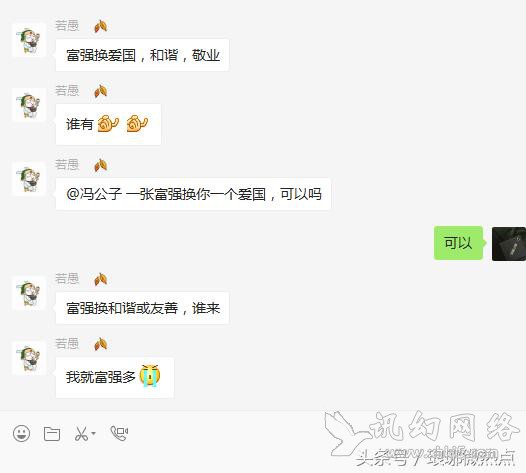 若愚
富强换爱国，和谐，敬业
若愚
谁有
若愚
@冯公子 一张富强换你一个爱国，可以吗
可以
若愚
富强换和谐或友善，谁来
若愚
我就富强多
讯幻网络
头条号 / 琅琊微热点